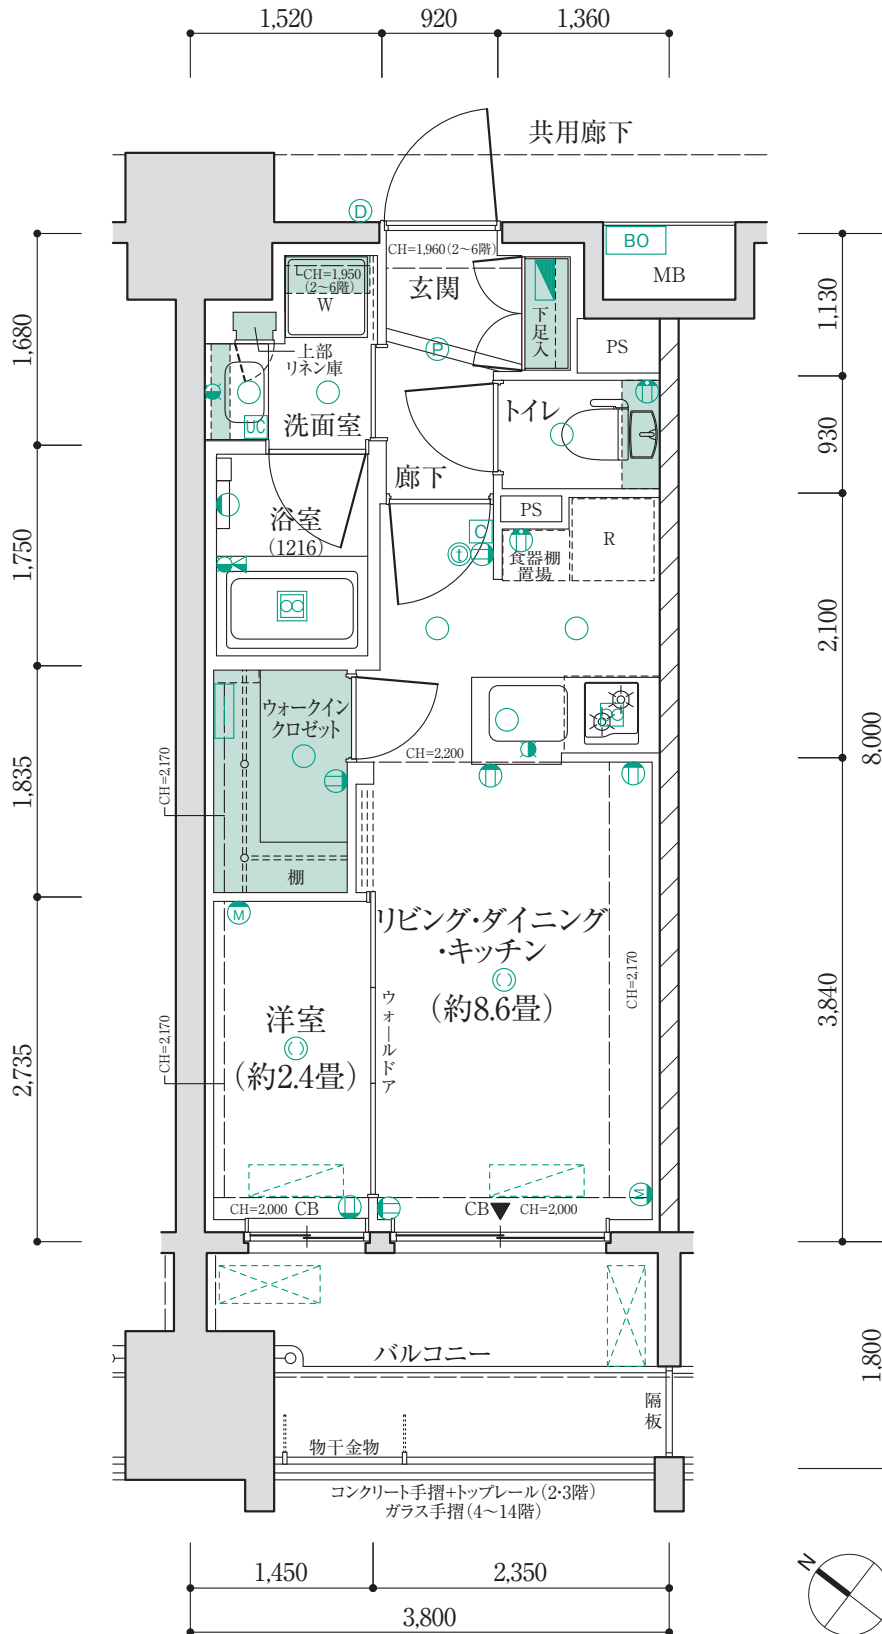 1,520
920
1,360
共用廊下
D
BO
MB
CH=1,960(2〜6階)
玄関
CH=1,950
(2〜6階)
W
下足入
PS
P
上部
リネン庫
UC
洗面室
トイレ
廊下
浴室
(1216)
PS
C
t
R
食器棚
置場
ウォークイン
クロゼット
CH=2,200
CH=2,170
棚
M
リビング・ダイニング
・キッチン
(約8.6畳)
CH=2,170
洋室
(約2.4畳)
ウォールドア
CH=2,170
M
CH=2,000
CB
CB
CH=2,000
バルコニー
隔板
物干金物
コンクリート手摺+トップレール(2・3階)
ガラス手摺(4〜14階)
1,680
1,750
1,835
2,735
1,130
930
2,100
3,840
8,000
1,800
1,450
2,350
3,800
N